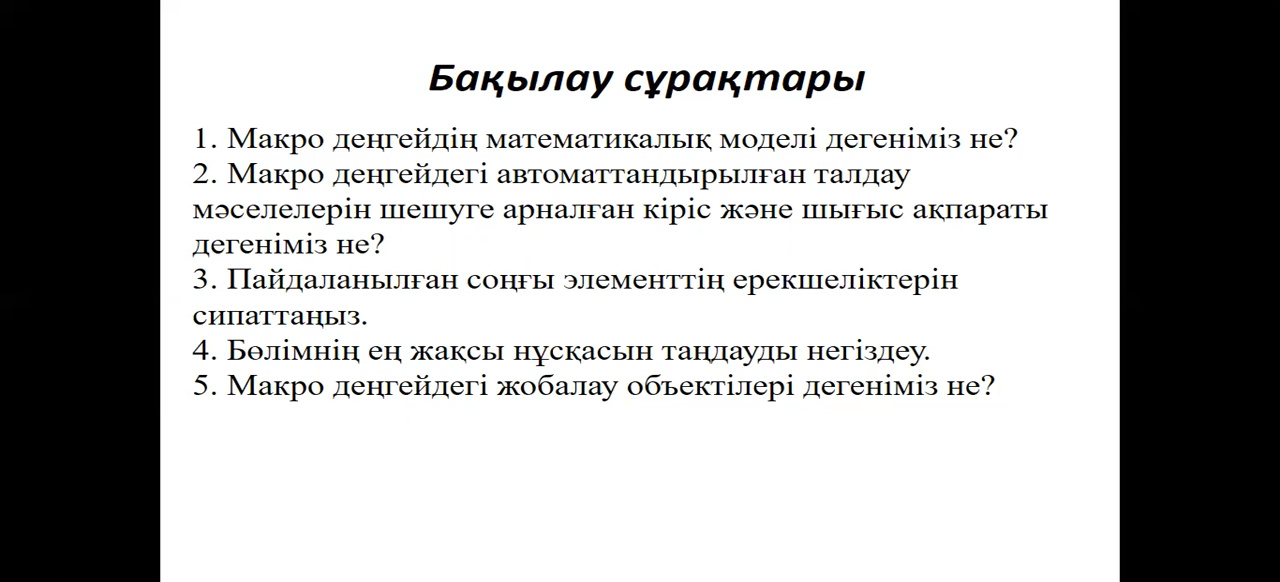 Бақылау сұрақтары
1. Макро деңгейдің математикалық моделі дегеніміз не?
2. Макро деңгейдегі автоматтандырылған талдау
мәселелерін шешуге арналған кіріс және шығыс ақпараты
дегеніміз не?
3. Пайдаланылған соңғы элементтің ерекшеліктерін
сипаттаңыз.
4. Бөлімнің ең жақсы нұсқасын таңдауды негіздеу.
5. Макро деңгейдегі жобалау объектілері дегеніміз не?